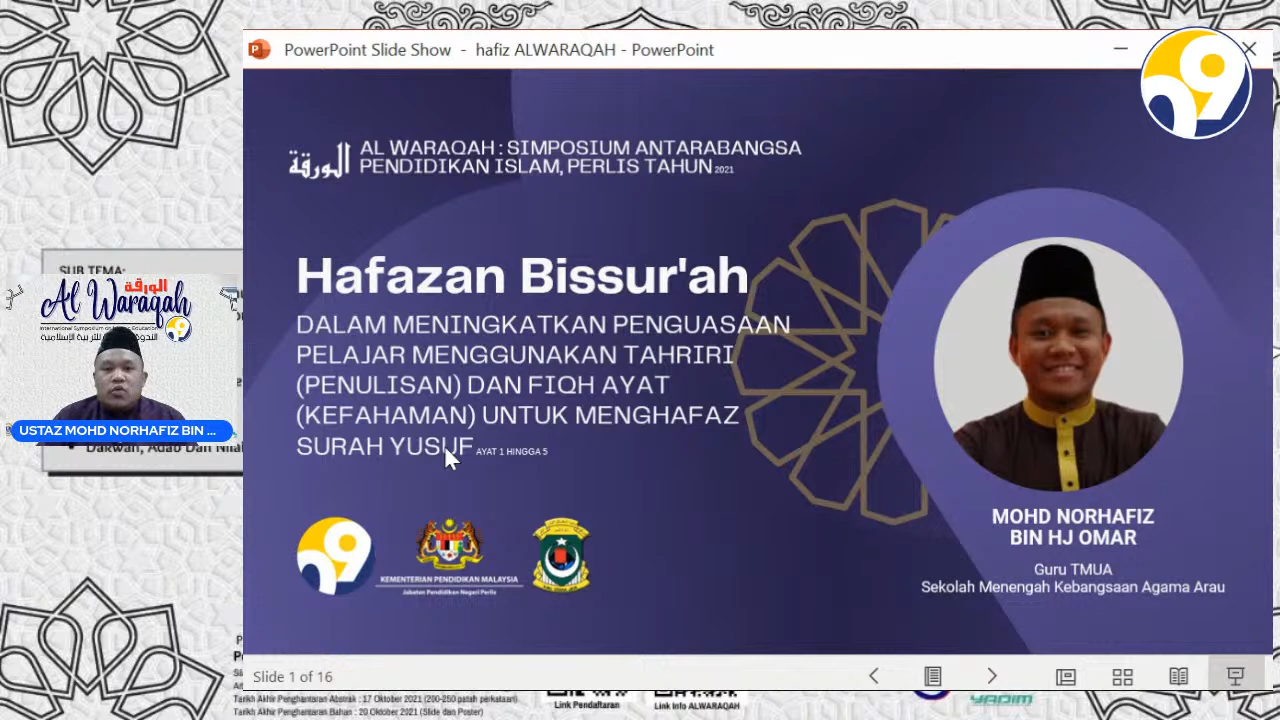 PowerPoint Slide Show - hafiz ALWARAQAH - PowerPoint
الورقة
AL WARAQAH : SIMPOSIUM ANTARABANGSA
PENDIDIKAN ISLAM, PERLIS TAHUN 2021
Hafazan Bissur'ah
DALAM MENINGKATKAN PENGUASAAN
PELAJAR MENGGUNAKAN TAHRIRI
(PENULISAN) DAN FIQH AYAT
(KEFAHAMAN) UNTUK MENGHAFAZ
SURAH YUSUF AYAT 1 HINGGA 5
KEMENTERIAN PENDIDIKAN MALAYSIA
Jabatan Pendidikan Negeri Perlis
MOHD NORHAFIZ
BIN HJ OMAR
Guru TMUA
Sekolah Menengah Kebangsaan Agama Arau
Slide 1 of 16
SUB TEMA:
الورقة
Al Waraqah
International Symposium on
USTAZ MOHD NORHAFIZ BIN ...
Dakwah, Adab Dan Nilai
Tarikh Akhir Penghantaran Abstrak : 17 Oktober 2021 (200-250 patah perkataan)
Tarikh Akhir Penghantaran Bahan : 20 Oktober 2021 (Slide dan Poster)
Link Pendaftaran
Link Info ALWARAQAH
YADIM